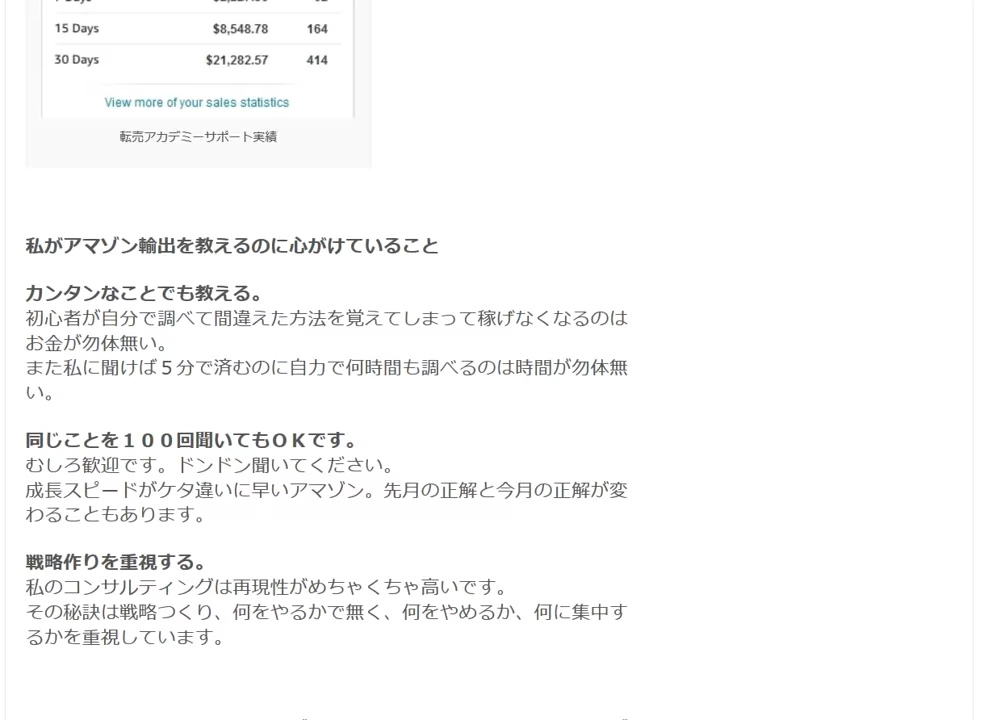 15 Days $8,548.78 164
30 Days $21,282.57 414
View more of your sales statistics
転売アカデミーサポート実績
私がアマゾン輸出を教えるのに心がけていること
カンタンなことでも教える。
初心者が自分で調べて間違えた方法を覚えてしまって稼げなくなるのは
お金が勿体無い。
また私に聞けば５分で済むのに自力で何時間も調べるのは時間が勿体無
い。
同じことを１００回聞いてもＯＫです。
むしろ歓迎です。ドンドン聞いてください。
成長スピードがケタ違いに早いアマゾン。先月の正解と今月の正解が変
わることもあります。
戦略作りを重視する。
私のコンサルティングは再現性がめちゃくちゃ高いです。
その秘訣は戦略つくり、何をやるかで無く、何をやめるか、何に集中す
るかを重視しています。